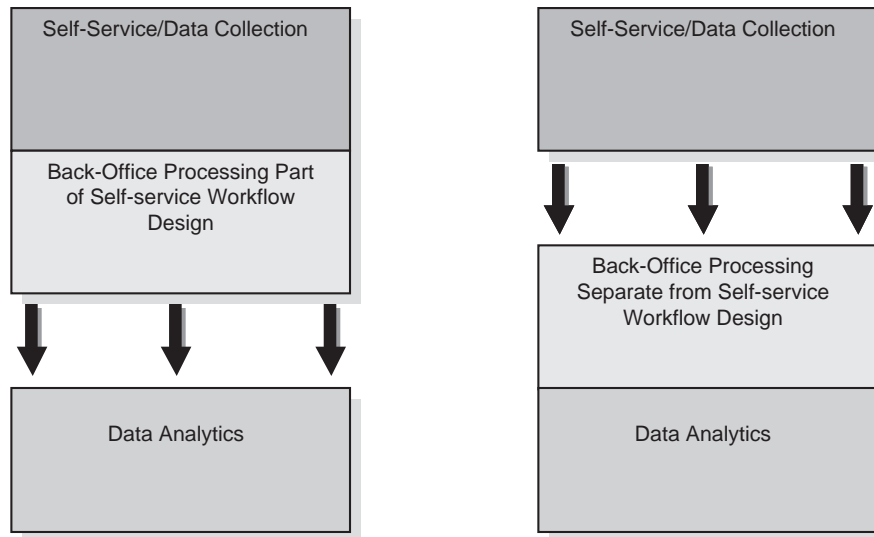 Self-Service/Data Collection
Back-Office Processing Part
of Self-service Workflow
Design
Data Analytics
Self-Service/Data Collection
Back-Office Processing
Separate from Self-service
Workflow Design
Data Analytics